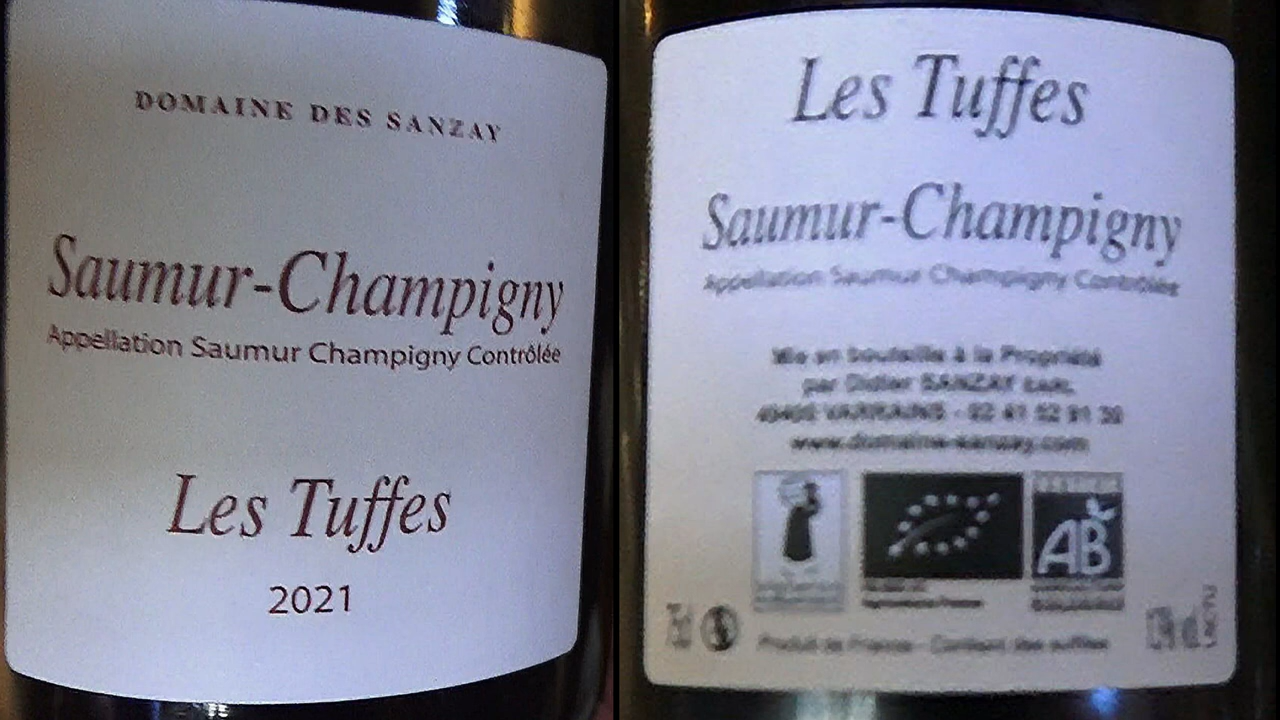 DOMAINE DES SANZAY
Saumur-Champigny
Appellation Saumur Champigny Contrôlée
Les Tuffes
2021
Les Tuffes
Saumur-Champigny
Appellation Saumur Champigny Contrôlée
Mis en bouteille à la Propriété
par Didier SANZAY SARL
49400 VARRAINS - 02 41 52 91 30
www.domaine-sanzay.com
AB
Produit de France - Contient des sulfites